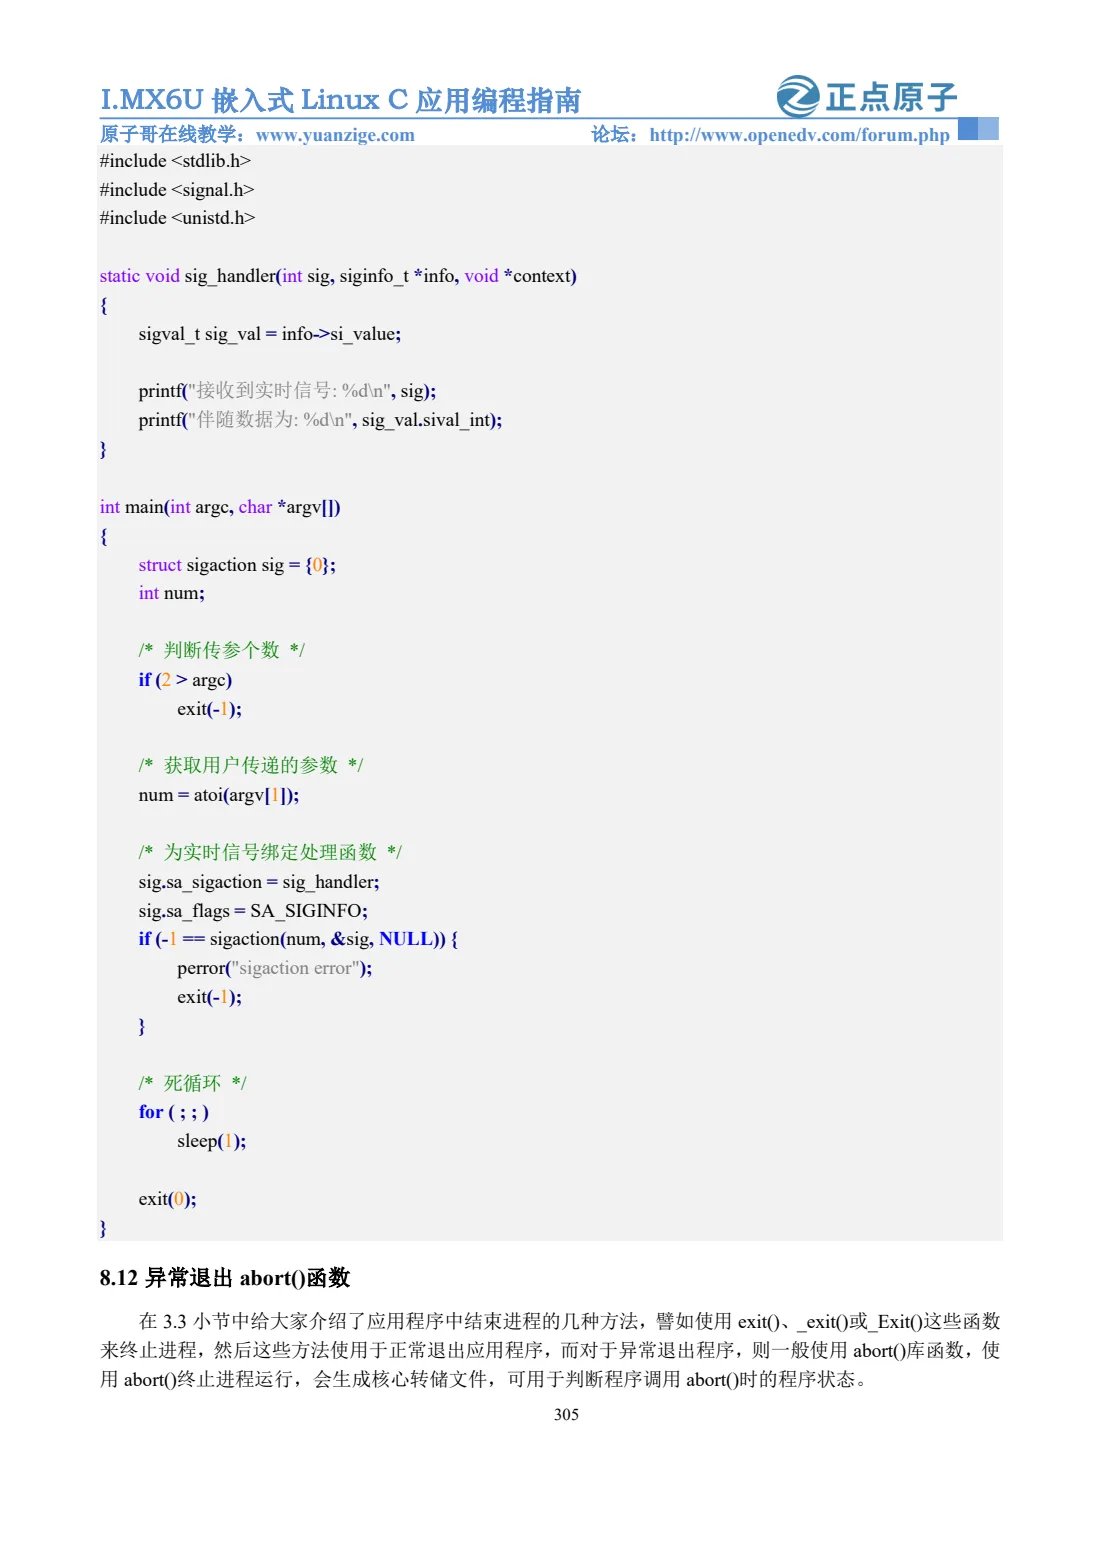 I.MX6U 嵌入式 Linux C 应用编程指南
正点原子
原子哥在线教学：www.yuanzige.com 论坛：http://www.openedv.com/forum.php
#include <stdlib.h>
#include <signal.h>
#include <unistd.h>
static void sig_handler(int sig, siginfo_t *info, void *context)
{
sigval_t sig_val = info->si_value;
printf("接收到实时信号: %d\n", sig);
printf("伴随数据为: %d\n", sig_val.sival_int);
}
int main(int argc, char *argv[])
{
struct sigaction sig = {0};
int num;
/* 判断传参个数 */
if (2 > argc)
exit(-1);
/* 获取用户传递的参数 */
num = atoi(argv[1]);
/* 为实时信号绑定处理函数 */
sig.sa_sigaction = sig_handler;
sig.sa_flags = SA_SIGINFO;
if (-1 == sigaction(num, &sig, NULL)) {
perror("sigaction error");
exit(-1);
}
/* 死循环 */
for ( ; ; )
sleep(1);
exit(0);
}
8.12 异常退出 abort()函数
在 3.3 小节中给大家介绍了应用程序中结束进程的几种方法，譬如使用 exit()、_exit()或_Exit()这些函数
来终止进程，然后这些方法使用于正常退出应用程序，而对于异常退出程序，则一般使用 abort()库函数，使
用 abort()终止进程运行，会生成核心转储文件，可用于判断程序调用 abort()时的程序状态。
305